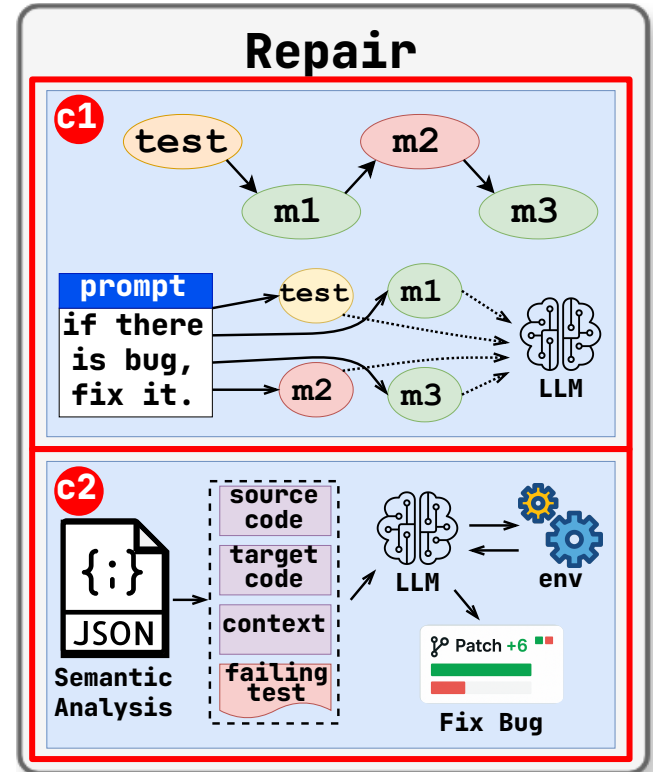 Repair
c1
test
m2
m1
m3
prompt
if there
is bug,
fix it.
test
m1
m2
m3
LLM
c2
{;}
JSON
Semantic
Analysis
source
code
target
code
context
failing
test
LLM
env
Patch +6
Fix Bug